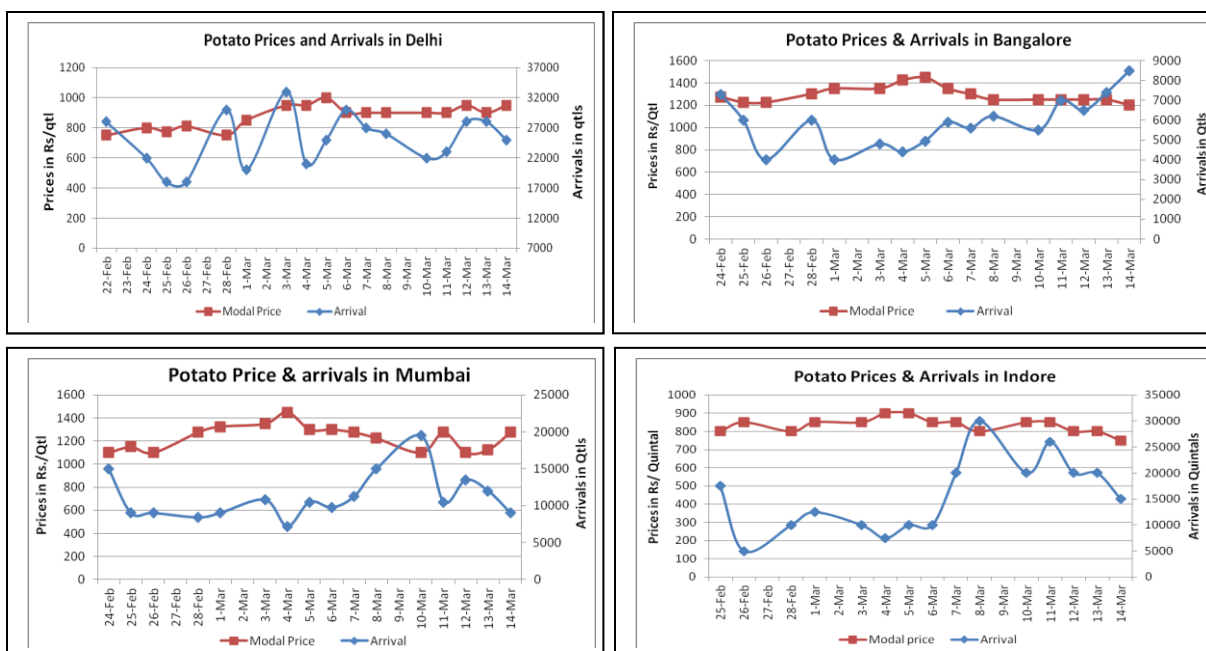 Potato Prices and Arrivals in Delhi
Prices in Rs/qtl
1200
1000
800
600
400
200
0
37000
32000
27000
22000
17000
12000
7000
Arrivals in qtls
22-Feb
23-Feb
24-Feb
25-Feb
26-Feb
27-Feb
28-Feb
1-Mar
2-Mar
3-Mar
4-Mar
5-Mar
6-Mar
7-Mar
8-Mar
9-Mar
10-Mar
11-Mar
12-Mar
13-Mar
14-Mar
Modal Price Arrival
Potato Prices & Arrivals in Bangalore
Prices in Rs/qtl
1600
1400
1200
1000
800
600
400
200
0
9000
8000
7000
6000
5000
4000
3000
2000
1000
0
Arrivals in Qtls
24-Feb
25-Feb
26-Feb
27-Feb
28-Feb
1-Mar
2-Mar
3-Mar
4-Mar
5-Mar
6-Mar
7-Mar
8-Mar
9-Mar
10-Mar
11-Mar
12-Mar
13-Mar
14-Mar
Modal Price Arrival
Potato Price & arrivals in Mumbai
Prices in Rs,/Qtl
1600
1400
1200
1000
800
600
400
200
0
25000
20000
15000
10000
5000
0
Arrivals in Qtls
24-Feb
25-Feb
26-Feb
27-Feb
28-Feb
1-Mar
2-Mar
3-Mar
4-Mar
5-Mar
6-Mar
7-Mar
8-Mar
9-Mar
10-Mar
11-Mar
12-Mar
13-Mar
14-Mar
Modal Price Arrival
Potato Prices & Arrivals in Indore
Prices in Rs/ Quintal
1000
900
800
700
600
500
400
300
200
100
0
35000
30000
25000
20000
15000
10000
5000
0
Arrivals in Quintals
25-Feb
26-Feb
27-Feb
28-Feb
1-Mar
2-Mar
3-Mar
4-Mar
5-Mar
6-Mar
7-Mar
8-Mar
9-Mar
10-Mar
11-Mar
12-Mar
13-Mar
14-Mar
Modal price Arrival